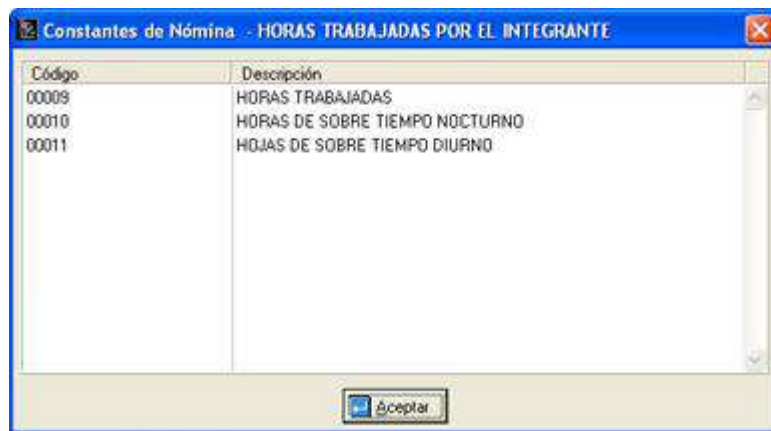 Constantes de Nómina - HORAS TRABAJADAS POR EL INTEGRANTE
Código Descripción
00009 HORAS TRABAJADAS
00010 HORAS DE SOBRE TIEMPO NOCTURNO
00011 HOJAS DE SOBRE TIEMPO DIURNO
Aceptar